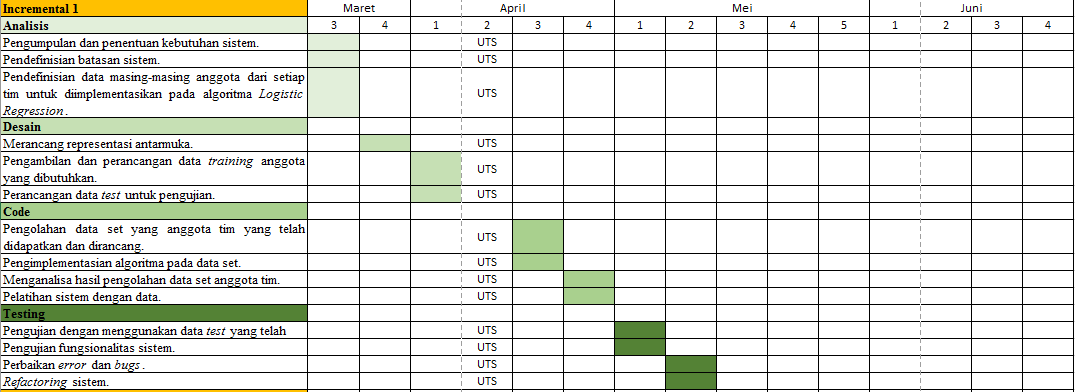 Incremental 1 Maret April Mei Juni
Analisis 3 4 1 2 3 4 1 2 3 4 5 1 2 3 4
Pengumpulan dan penentuan kebutuhan sistem. UTS
Pendefinisian batasan sistem. UTS
Pendefinisian data masing-masing anggota dari setiap
tim untuk diimplementasikan pada algoritma Logistic UTS
Regression.
Desain
Merancang representasi antarmuka. UTS
Pengambilan dan perancangan data training anggota UTS
yang dibutuhkan.
Perancangan data test untuk pengujian. UTS
Code
Pengolahan data set yang anggota tim yang telah UTS
didapatkan dan dirancang.
Pengimplementasian algoritma pada data set. UTS
Menganalisa hasil pengolahan data set anggota tim. UTS
Pelatihan sistem dengan data. UTS
Testing
Pengujian dengan menggunakan data test yang telah UTS
Pengujian fungsionalitas sistem. UTS
Perbaikan error dan bugs. UTS
Refactoring sistem. UTS